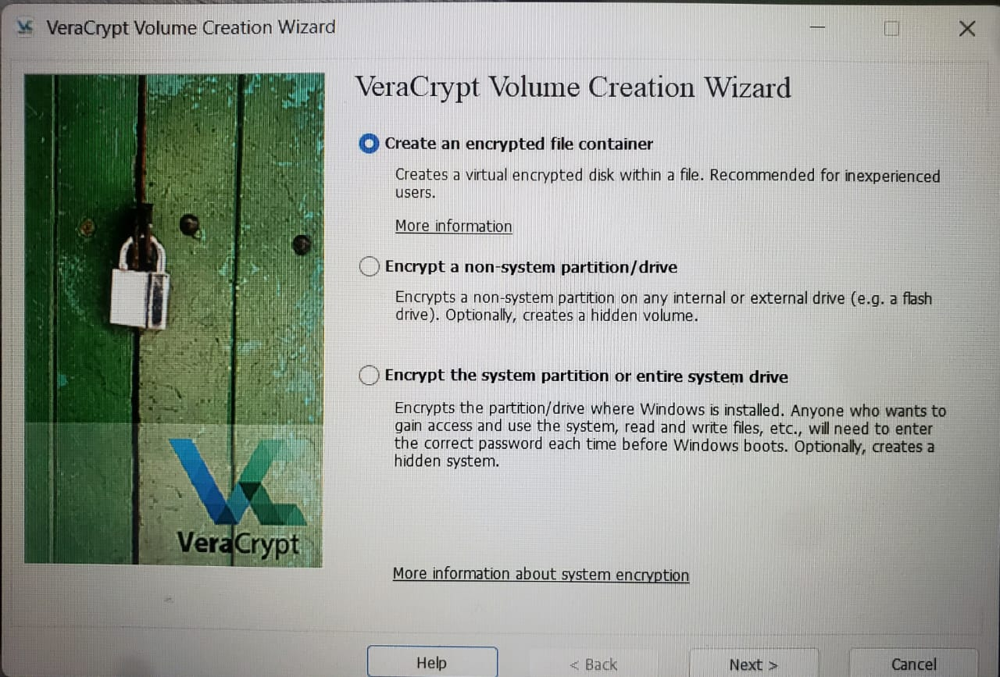 VeraCrypt Volume Creation Wizard
VeraCrypt Volume Creation Wizard
Create an encrypted file container
Creates a virtual encrypted disk within a file. Recommended for inexperienced
users.
More information
Encrypt a non-system partition/drive
Encrypts a non-system partition on any internal or external drive (e.g. a flash
drive). Optionally, creates a hidden volume.
Encrypt the system partition or entire system drive
Encrypts the partition/drive where Windows is installed. Anyone who wants to
gain access and use the system, read and write files, etc., will need to enter
the correct password each time before Windows boots. Optionally, creates a
hidden system.
VeraCrypt
More information about system encryption
Help
< Back
Next >
Cancel